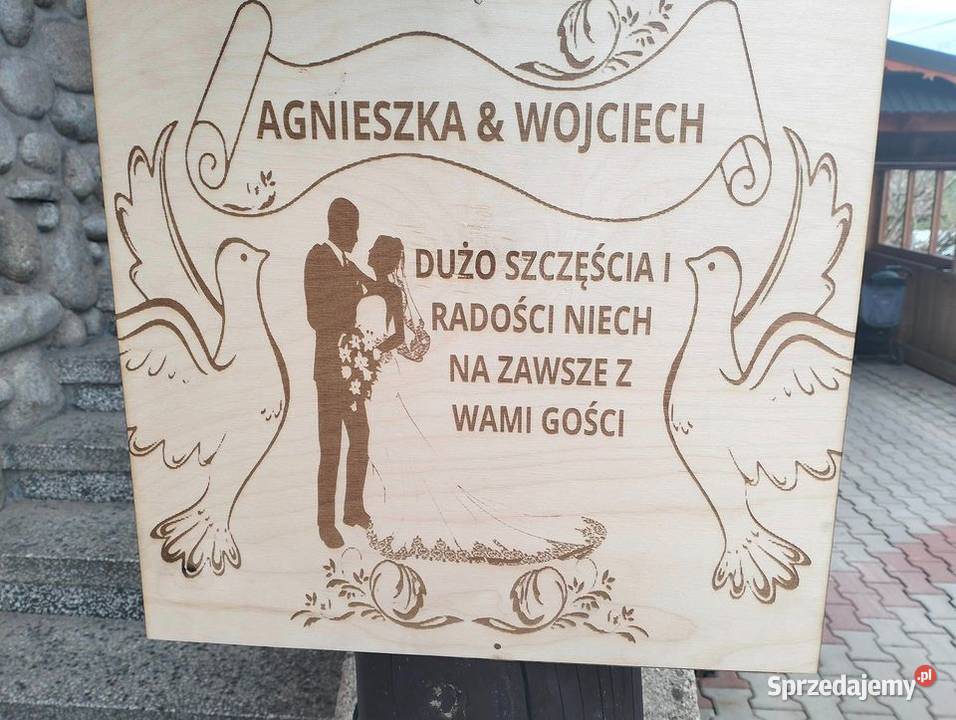 AGNIESZKA & WOJCIECH
DUŻO SZCZĘŚCIA I
RADOŚCI NIECH
NA ZAWSZE Z
WAMI GOŚCI
Sprzedajemy.pl